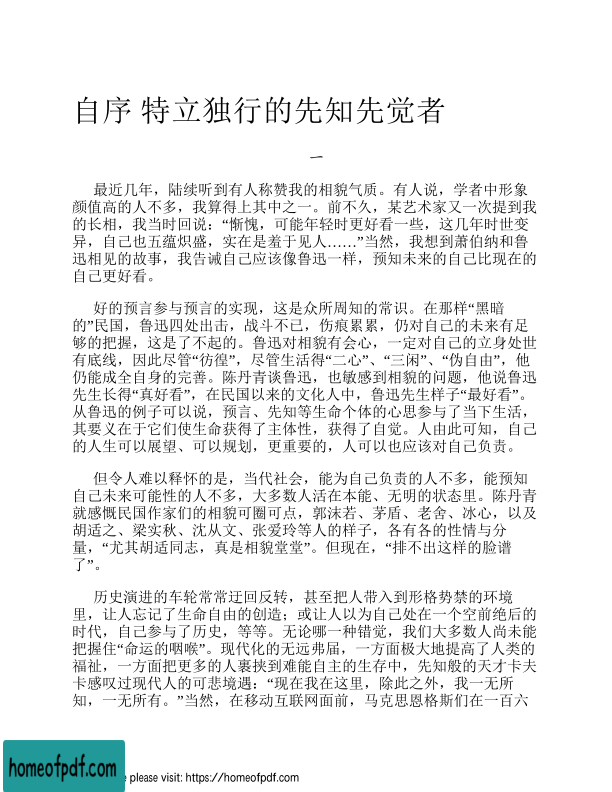 自序 特立独行的先知先觉者
一
最近几年，陆续听到有人称赞我的相貌气质。有人说，学者中形象
颜值高的人不多，我算得上其中之一。前不久，某艺术家又一次提到我
的长相，我当时回说：“惭愧，可能年轻时更好看一些，这几年时世变
异，自己也五蕴炽盛，实在是羞于见人……”当然，我想到萧伯纳和鲁
迅相见的故事，我告诫自己应该像鲁迅一样，预知未来的自己比现在的
自己更好看。
好的预言参与预言的实现，这是众所周知的常识。在那样“黑暗
的”民国，鲁迅四处出击，战斗不已，伤痕累累，仍对自己的未来有足
够的把握，这是了不起的。鲁迅对相貌有会心，一定对自己的立身处世
有底线，因此尽管“彷徨”，尽管生活得“二心”、“三闲”、“伪自由”，他
仍能成全自身的完善。陈丹青谈鲁迅，也敏感到相貌的问题，他说鲁迅
先生长得“真好看”，在民国以来的文化人中，鲁迅先生样子“最好看”。
从鲁迅的例子可以说，预言、先知等生命个体的心思参与了当下生活，
其要义在于它们使生命获得了主体性，获得了自觉。人由此可知，自己
的人生可以展望、可以规划，更重要的，人可以也应该对自己负责。
但令人难以释怀的是，当代社会，能为自己负责的人不多，能预知
自己未来可能性的人不多，大多数人活在本能、无明的状态里。陈丹青
就感慨民国作家们的相貌可圈可点，郭沫若、茅盾、老舍、冰心，以及
胡适之、梁实秋、沈从文、张爱玲等人的样子，各有各的性情与分
量，“尤其胡适同志，真是相貌堂堂”。但现在，“排不出这样的脸谱
了”。
历史演进的车轮常常迂回反转，甚至把人带入到形格势禁的环境
里，让人忘记了生命自由的创造；或让人以为自己处在一个空前绝后的
时代，自己参与了历史，等等。无论哪一种错觉，我们大多数人尚未能
把握住“命运的咽喉”。现代化的无远弗届，一方面极大地提高了人类的
福祉，一方面把更多的人裹挟到难能自主的生存中，先知般的天才卡夫
卡感叹过现代人的可悲境遇：“现在我在这里，除此之外，我一无所
知，一无所有。”当然，在移动互联网面前，马克思恩格斯们在一百六
homeofpdf.com
e please visit: https://homeofpdf.com